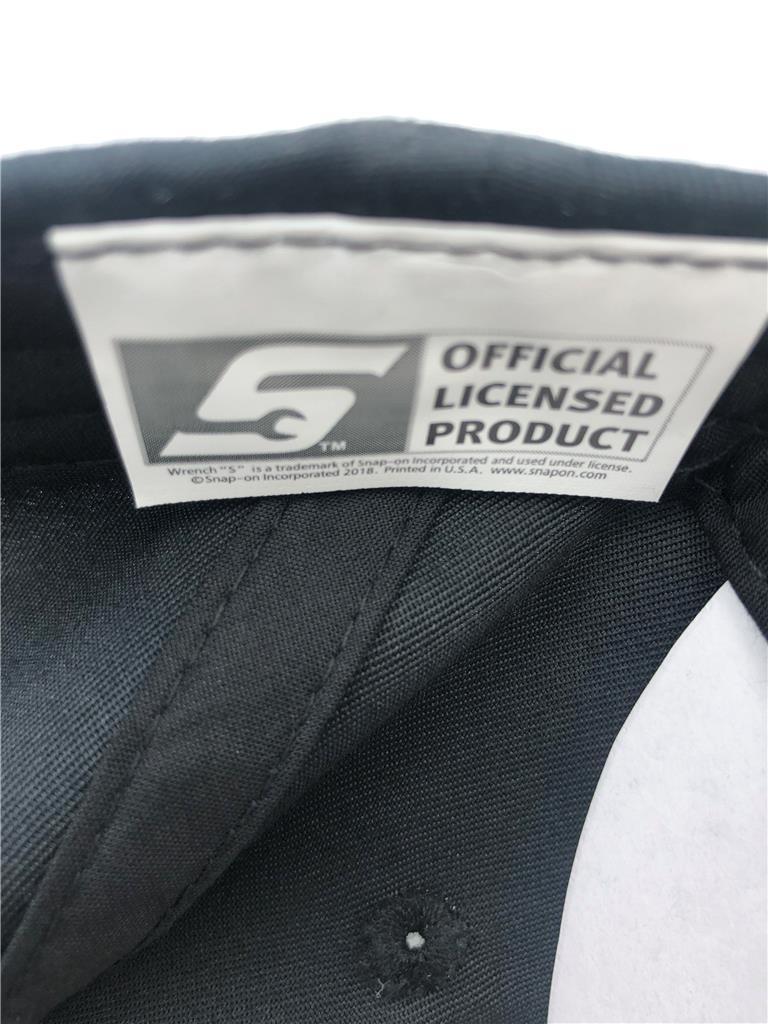 S™
OFFICIAL
LICENSED
PRODUCT
Wrench "S" is a trademark of Snap-on Incorporated and used under license.
©Snap-on Incorporated 2018. Printed in U.S.A. www.snapon.com